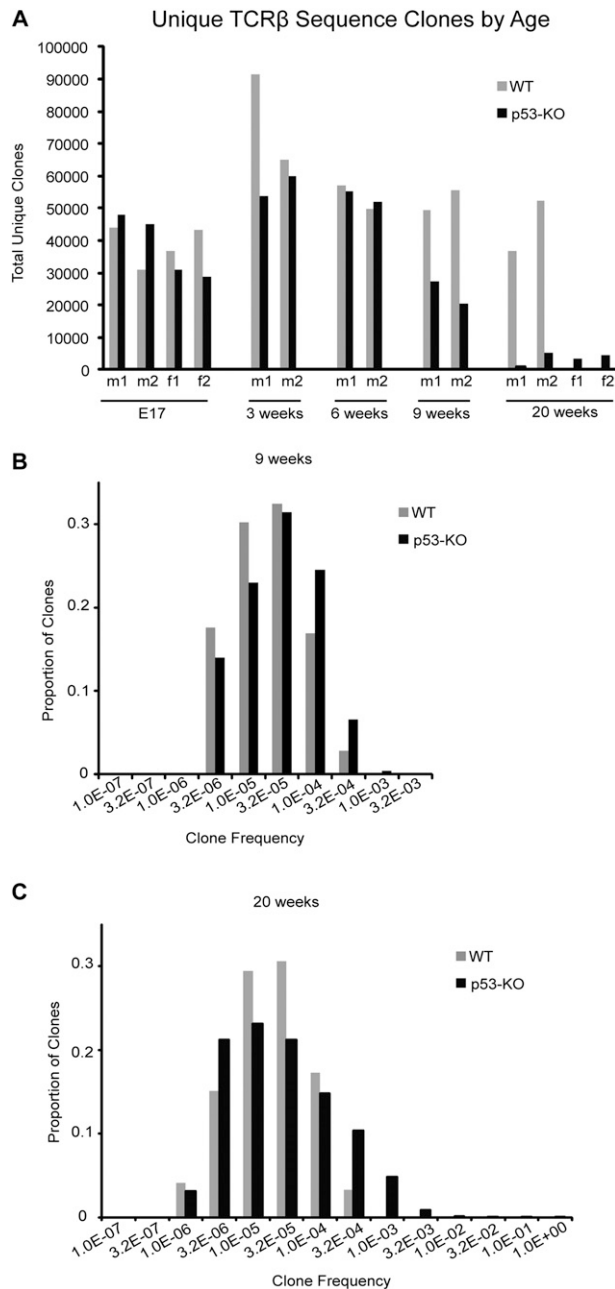 A
Unique TCRβ Sequence Clones by Age
Total Unique Clones
100000
90000
80000
70000
60000
50000
40000
30000
20000
10000
0
WT
p53-KO
m1 m2 f1 f2 m1 m2 m1 m2 m1 m2 m1 m2 f1 f2
E17 3 weeks 6 weeks 9 weeks 20 weeks
B
9 weeks
Proportion of Clones
0.3
0.2
0.1
0
WT
p53-KO
1.0E-07 3.2E-07 1.0E-06 3.2E-06 1.0E-05 3.2E-05 1.0E-04 3.2E-04 1.0E-03 3.2E-03
Clone Frequency
C
20 weeks
Proportion of Clones
0.3
0.2
0.1
0
WT
p53-KO
1.0E-07 3.2E-07 1.0E-06 3.2E-06 1.0E-05 3.2E-05 1.0E-04 3.2E-04 1.0E-03 3.2E-03 1.0E-02 3.2E-02 1.0E-01 1.0E+00
Clone Frequency